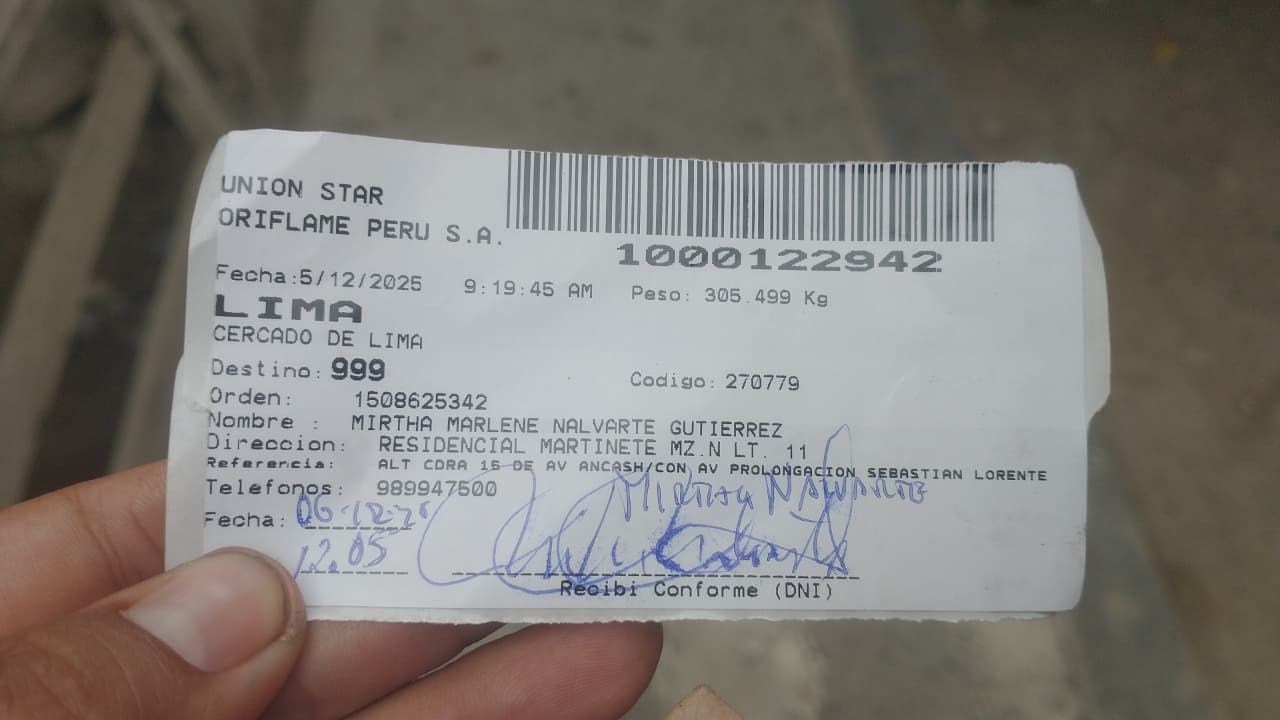 UNION STAR
ORIFLAME PERU S.A.
1000122942
Fecha:5/12/2025 9:19:45 AM Peso: 305.499 Kg
LIMA
CERCADO DE LIMA
Destino: 999 Codigo: 270779
Orden: 1508625342
Nombre : MIRTHA MARLENE NALVARTE GUTIERREZ
Direccion: RESIDENCIAL MARTINETE MZ.N LT. 11
Referencia: ALT CDRA 15 DE AV ANCASH/CON AV PROLONGACION SEBASTIAN LORENTE
Telefonos: 989947500
MIRTHA NALVARTE
Fecha: 06-12-2
12.05
Recibi Conforme (DNI)